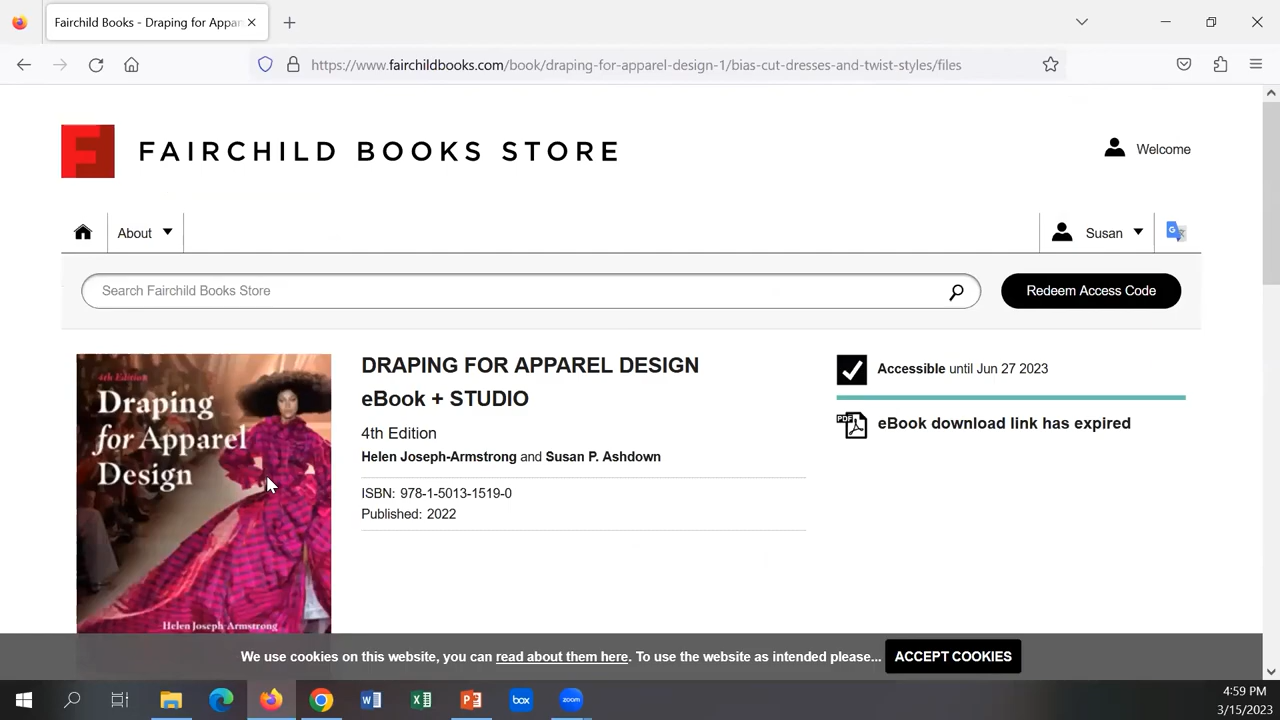 Fairchild Books - Draping for Appar
https://www.fairchildbooks.com/book/draping-for-apparel-design-1/bias-cut-dresses-and-twist-styles/files
FAIRCHILD BOOKS STORE
Welcome
About
Susan
Search Fairchild Books Store
Redeem Access Code
4th Edition
Draping
for Apparel
Design
Helen Joseph-Armstrong
DRAPING FOR APPAREL DESIGN
eBook + STUDIO
4th Edition
Helen Joseph-Armstrong and Susan P. Ashdown
ISBN: 978-1-5013-1519-0
Published: 2022
Accessible until Jun 27 2023
PDF
eBook download link has expired
We use cookies on this website, you can read about them here. To use the website as intended please... ACCEPT COOKIES
box
zoom
4:59 PM
3/15/2023